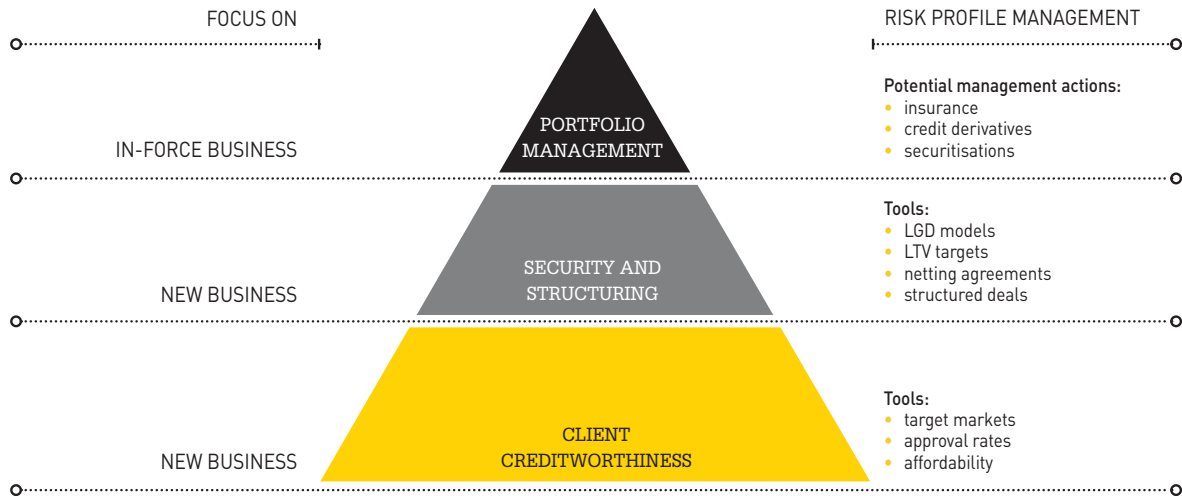 FOCUS ON
RISK PROFILE MANAGEMENT
IN-FORCE BUSINESS
PORTFOLIO
MANAGEMENT
Potential management actions:
• insurance
• credit derivatives
• securitisations
NEW BUSINESS
SECURITY AND
STRUCTURING
Tools:
• LGD models
• LTV targets
• netting agreements
• structured deals
NEW BUSINESS
CLIENT
CREDITWORTHINESS
Tools:
• target markets
• approval rates
• affordability